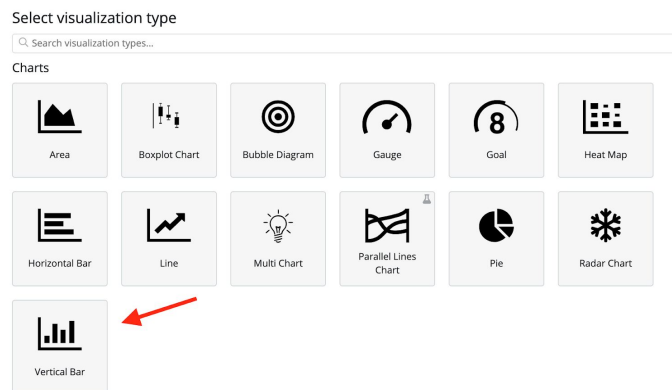 Select visualization type
Search visualization types...
Charts
Area
Boxplot Chart
Bubble Diagram
Gauge
8
Goal
Heat Map
Horizontal Bar
Line
Multi Chart
Parallel Lines
Chart
Pie
Radar Chart
Vertical Bar